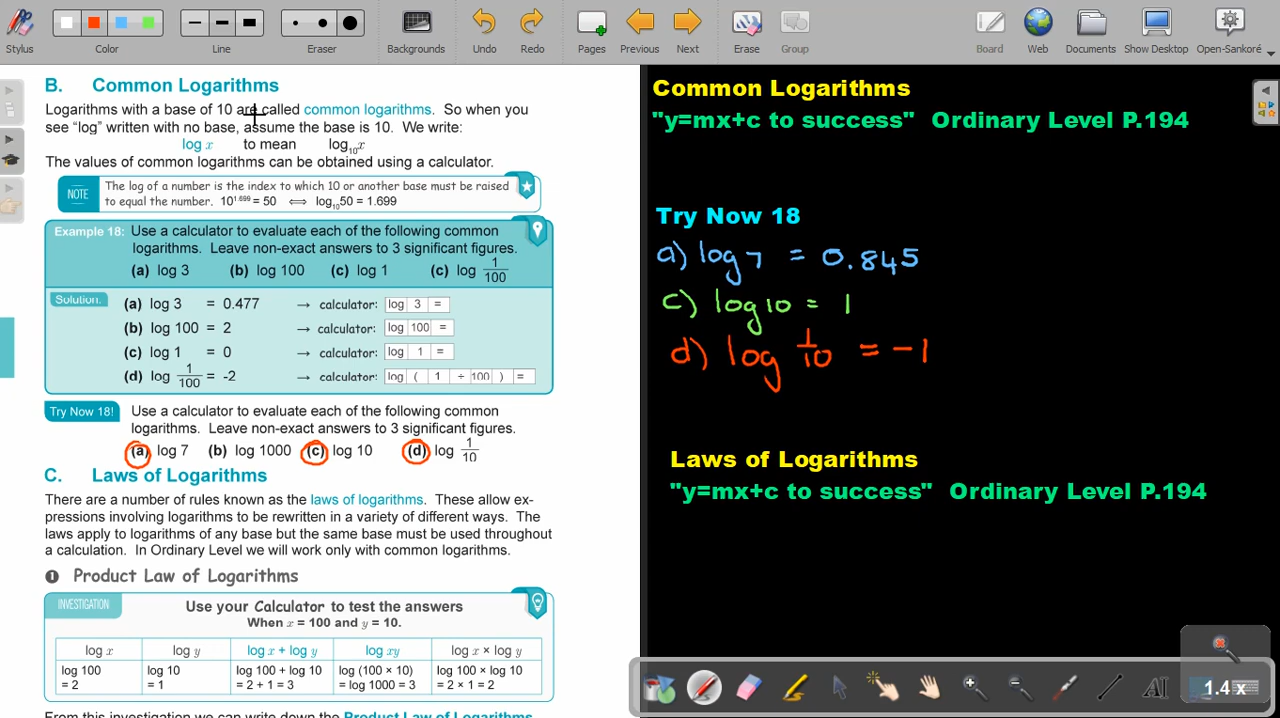 Stylus
Color
Line
Eraser
Backgrounds
Undo
Redo
Pages
Previous
Next
Erase
Group
Board
Web
Documents
Show Desktop
Open-Sankoré
B. Common Logarithms
Logarithms with a base of 10 are called common logarithms. So when you
see “log” written with no base, assume the base is 10. We write:
log x to mean log₁₀x
The values of common logarithms can be obtained using a calculator.
NOTE
The log of a number is the index to which 10 or another base must be raised
to equal the number. 10¹·⁶⁹⁹ = 50 ⟺ log₁₀50 = 1.699
Example 18: Use a calculator to evaluate each of the following common
logarithms. Leave non-exact answers to 3 significant figures.
(a) log 3 (b) log 100 (c) log 1 (c) log 1/100
Solution.
(a) log 3 = 0.477 → calculator: log 3 =
(b) log 100 = 2 → calculator: log 100 =
(c) log 1 = 0 → calculator: log 1 =
(d) log 1/100 = -2 → calculator: log ( 1 ÷ 100 ) =
Try Now 18! Use a calculator to evaluate each of the following common
logarithms. Leave non-exact answers to 3 significant figures.
(a) log 7 (b) log 1000 (c) log 10 (d) log 1/10
C. Laws of Logarithms
There are a number of rules known as the laws of logarithms. These allow ex-
pressions involving logarithms to be rewritten in a variety of different ways. The
laws apply to logarithms of any base but the same base must be used throughout
a calculation. In Ordinary Level we will work only with common logarithms.
❶ Product Law of Logarithms
INVESTIGATION
Use your Calculator to test the answers
When x = 100 and y = 10.
log x log y log x + log y log xy log x × log y
log 100 log 10 log 100 + log 10 log (100 × 10) log 100 × log 10
= 2 = 1 = 2 + 1 = 3 = log 1000 = 3 = 2 × 1 = 2
From this investigation we can write down the Product Law of Logarithms
Common Logarithms
"y=mx+c to success" Ordinary Level P.194
Try Now 18
a) log 7 = 0.845
c) log 10 = 1
d) log 1/10 = -1
Laws of Logarithms
"y=mx+c to success" Ordinary Level P.194
1.4 x